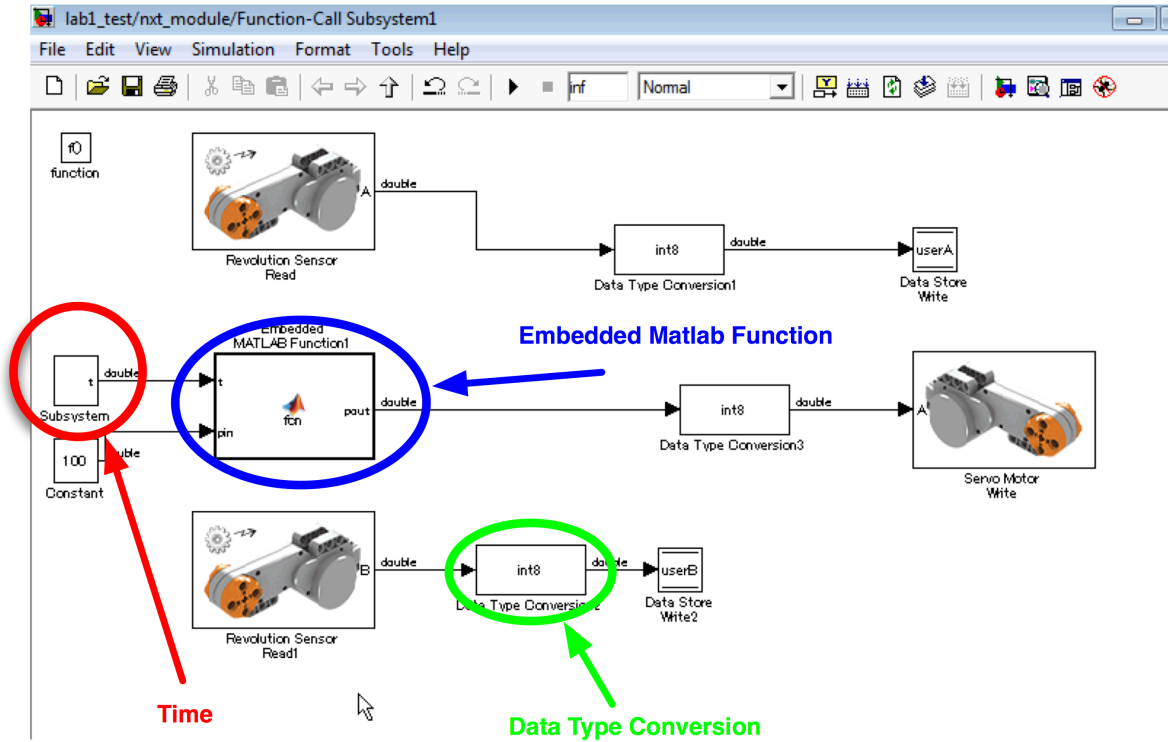 lab1_test/nxt_module/Function-Call Subsystem1
File Edit View Simulation Format Tools Help
inf Normal
f()
function
A
double
Revolution Sensor
Read
int8
double
Data Type Conversion1
userA
Data Store
Write
Embedded
MATLAB Function1
Embedded Matlab Function
t
double
Subsystem
t
pin
fcn
pout
double
100
Constant
int8
double
Data Type Conversion3
A
Servo Motor
Write
B
double
Revolution Sensor
Read1
int8
double
Data Type Conversion2
userB
Data Store
Write2
Time
Data Type Conversion